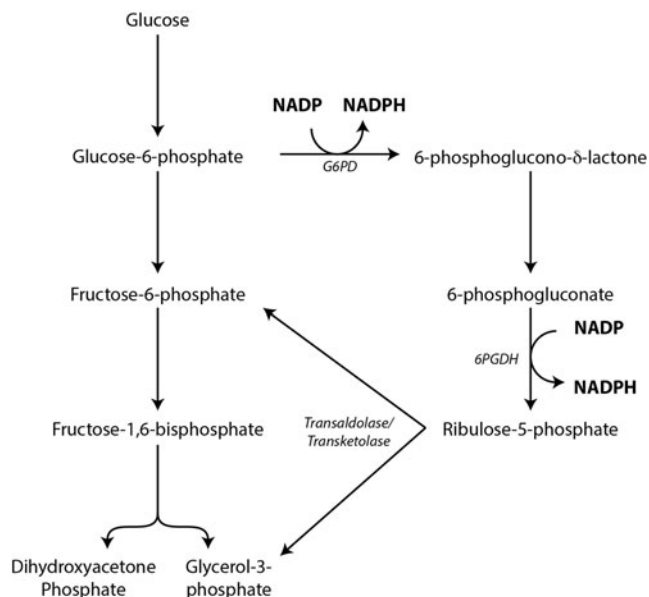 Glucose
NADP NADPH
Glucose-6-phosphate
G6PD
6-phosphoglucono-δ-lactone
Fructose-6-phosphate
6-phosphogluconate
NADP
6PGDH
NADPH
Fructose-1,6-bisphosphate
Transaldolase/
Transketolase
Ribulose-5-phosphate
Dihydroxyacetone
Phosphate
Glycerol-3-
phosphate